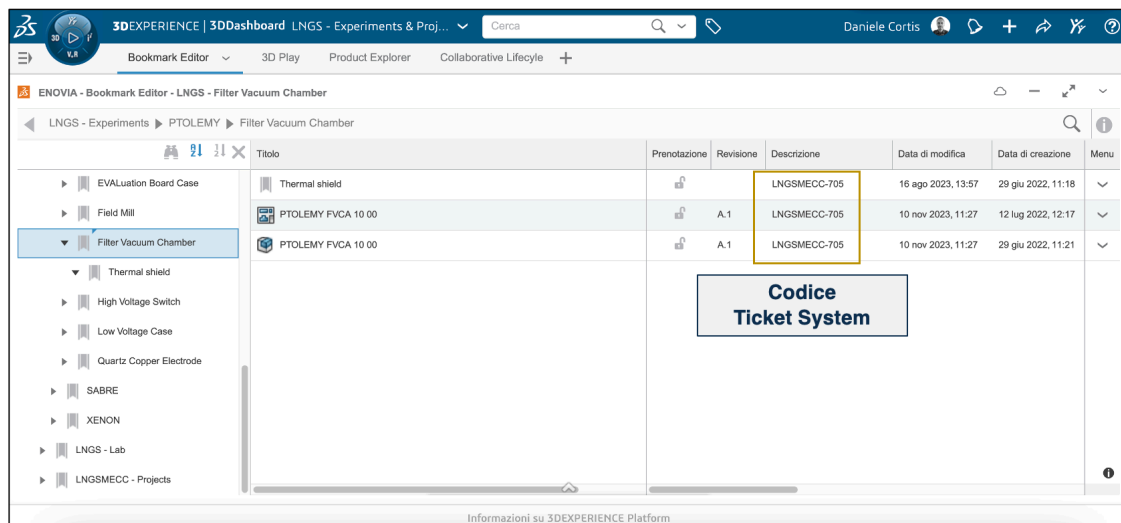 3DEXPERIENCE | 3DDashboard LNGS - Experiments & Proj... Cerca Daniele Cortis
3D V.R
Bookmark Editor 3D Play Product Explorer Collaborative Lifecyle
ENOVIA - Bookmark Editor - LNGS - Filter Vacuum Chamber
LNGS - Experiments PTOLEMY Filter Vacuum Chamber
Titolo Prenotazione Revisione Descrizione Data di modifica Data di creazione Menu
EVALuation Board Case
Field Mill
Filter Vacuum Chamber
Thermal shield
High Voltage Switch
Low Voltage Case
Quartz Copper Electrode
SABRE
XENON
LNGS - Lab
LNGSMECC - Projects
Thermal shield LNGSMECC-705 16 ago 2023, 13:57 29 giu 2022, 11:18
PTOLEMY FVCA 10 00 A.1 LNGSMECC-705 10 nov 2023, 11:27 12 lug 2022, 12:17
PTOLEMY FVCA 10 00 A.1 LNGSMECC-705 10 nov 2023, 11:27 29 giu 2022, 11:21
Codice
Ticket System
Informazioni su 3DEXPERIENCE Platform